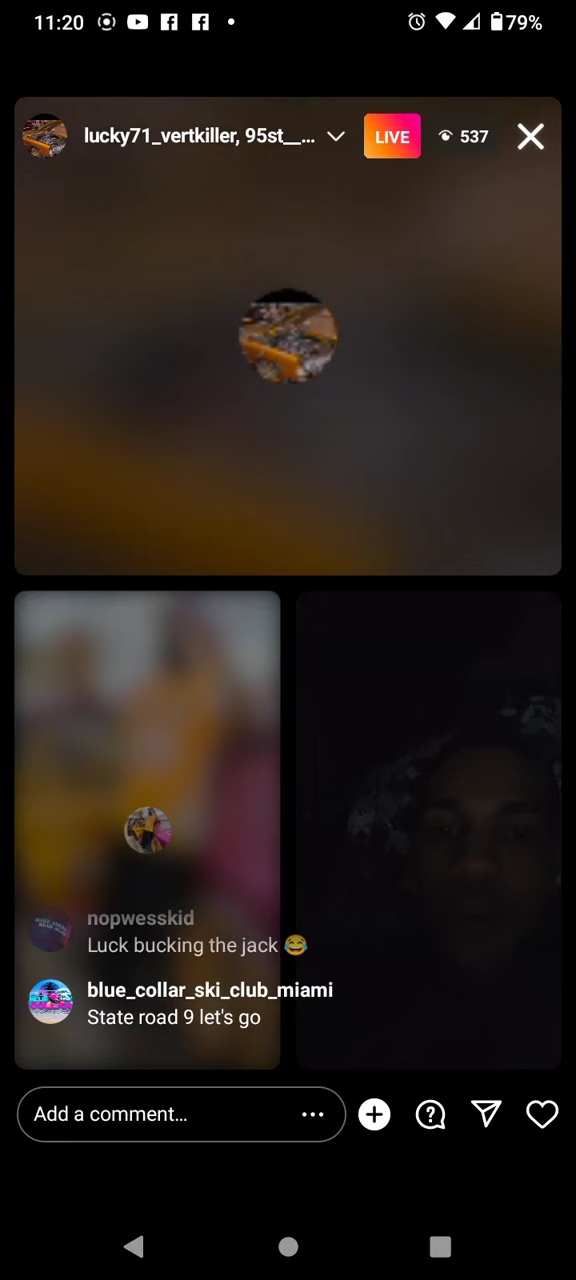 11:20
79%
lucky71_vertkiller, 95st__...
LIVE
537
nopwesskid
Luck bucking the jack 😂
blue_collar_ski_club_miami
State road 9 let's go
Add a comment...